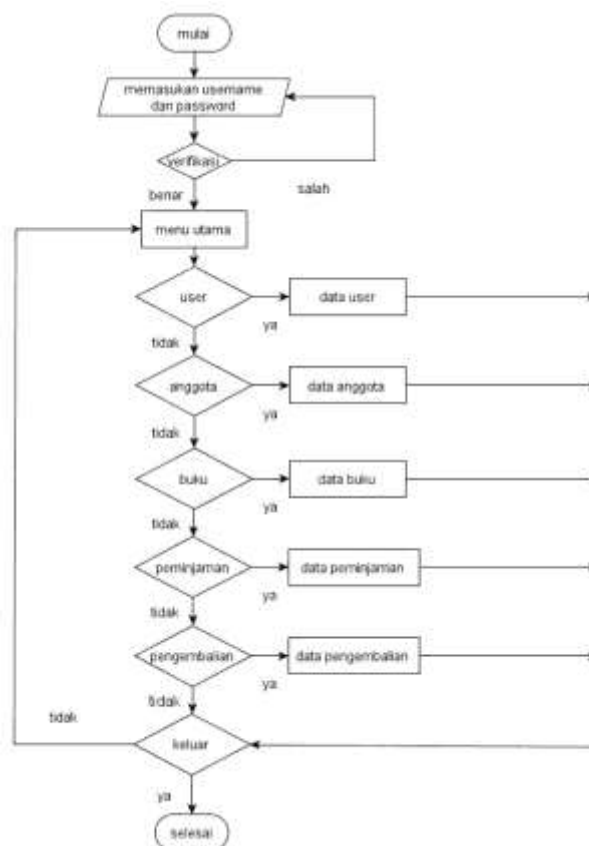 mulai
memasukan username
dan password
verifikasi
salah
benar
menu utama
user
data user
ya
tidak
anggota
data anggota
ya
tidak
buku
data buku
ya
tidak
peminjaman
data peminjaman
ya
tidak
pengembalian
data pengembalian
ya
tidak
tidak
keluar
ya
selesai